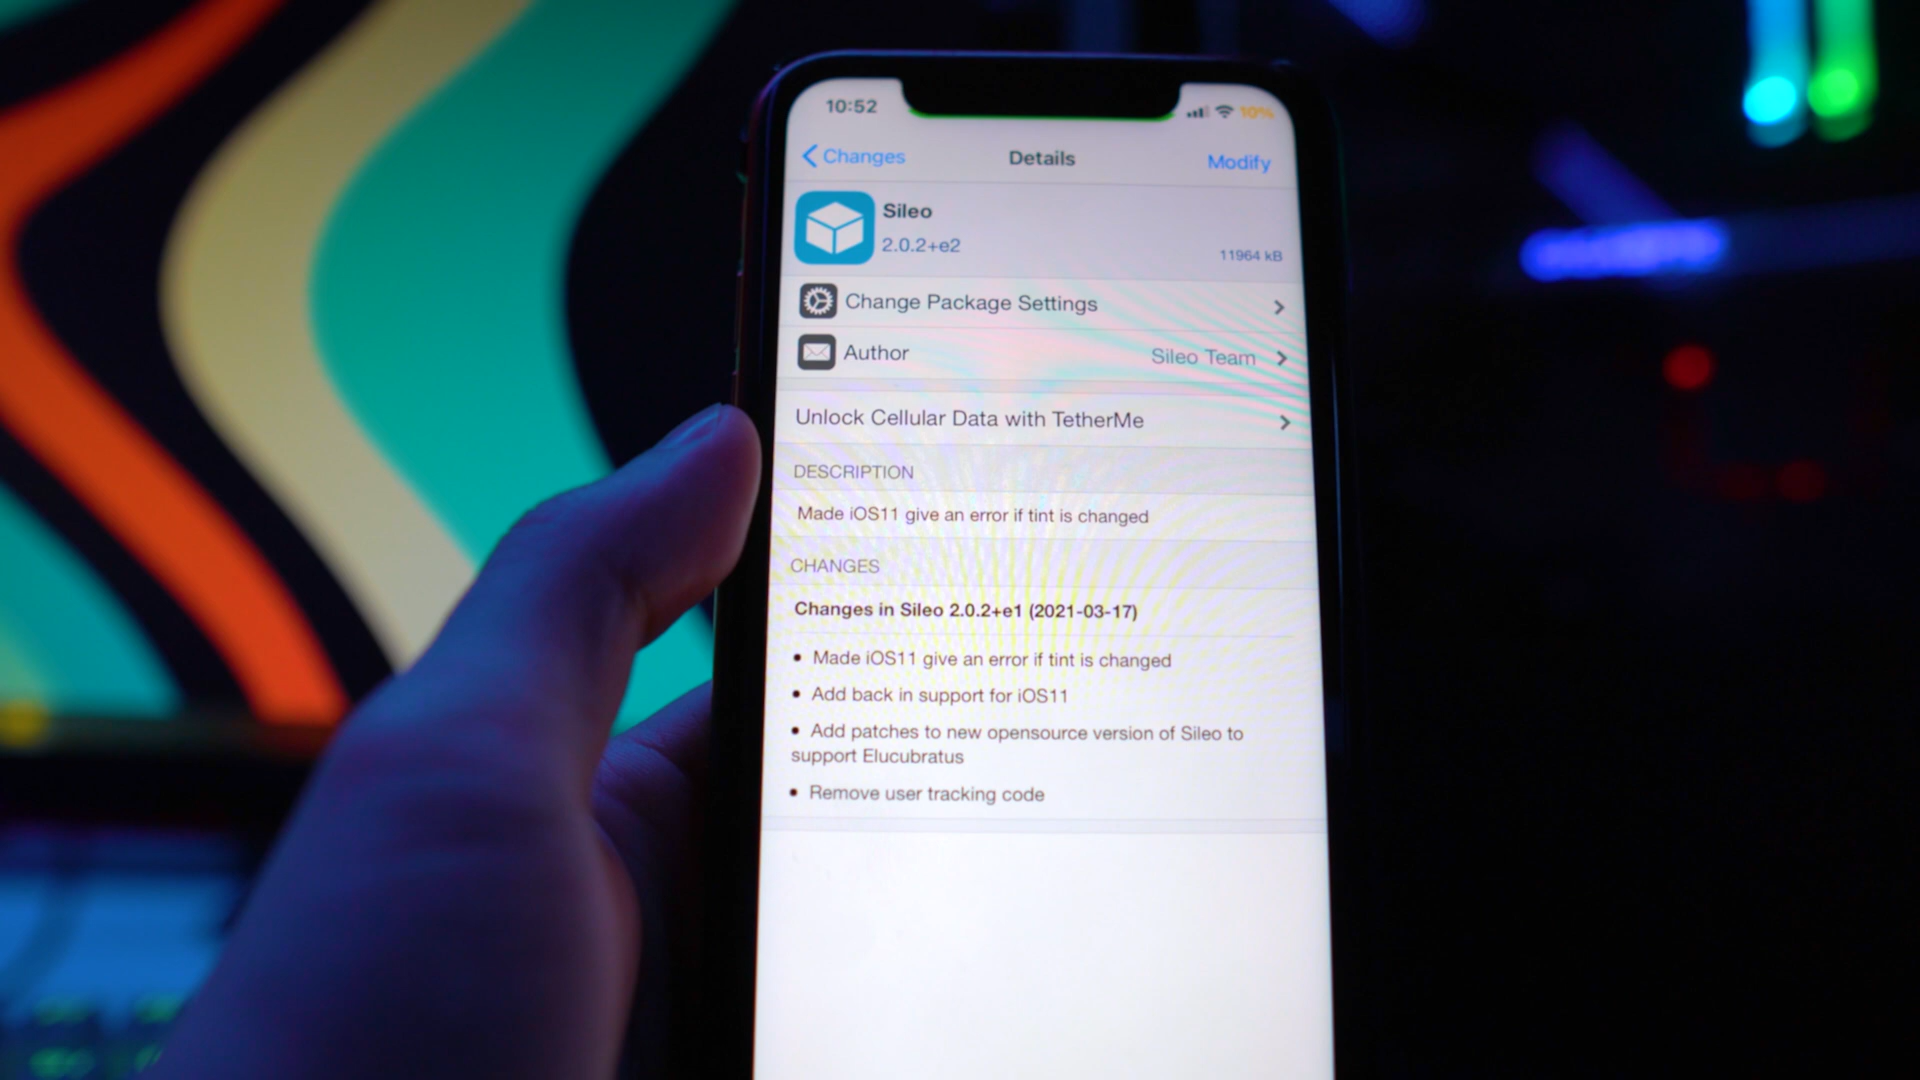 10:52
10%
Changes
Details
Modify
Sileo
2.0.2+e2
11964 kB
Change Package Settings
Author
Sileo Team
Unlock Cellular Data with TetherMe
DESCRIPTION
Made iOS11 give an error if tint is changed
CHANGES
Changes in Sileo 2.0.2+e1 (2021-03-17)
• Made iOS11 give an error if tint is changed
• Add back in support for iOS11
• Add patches to new opensource version of Sileo to
support Elucubratus
• Remove user tracking code